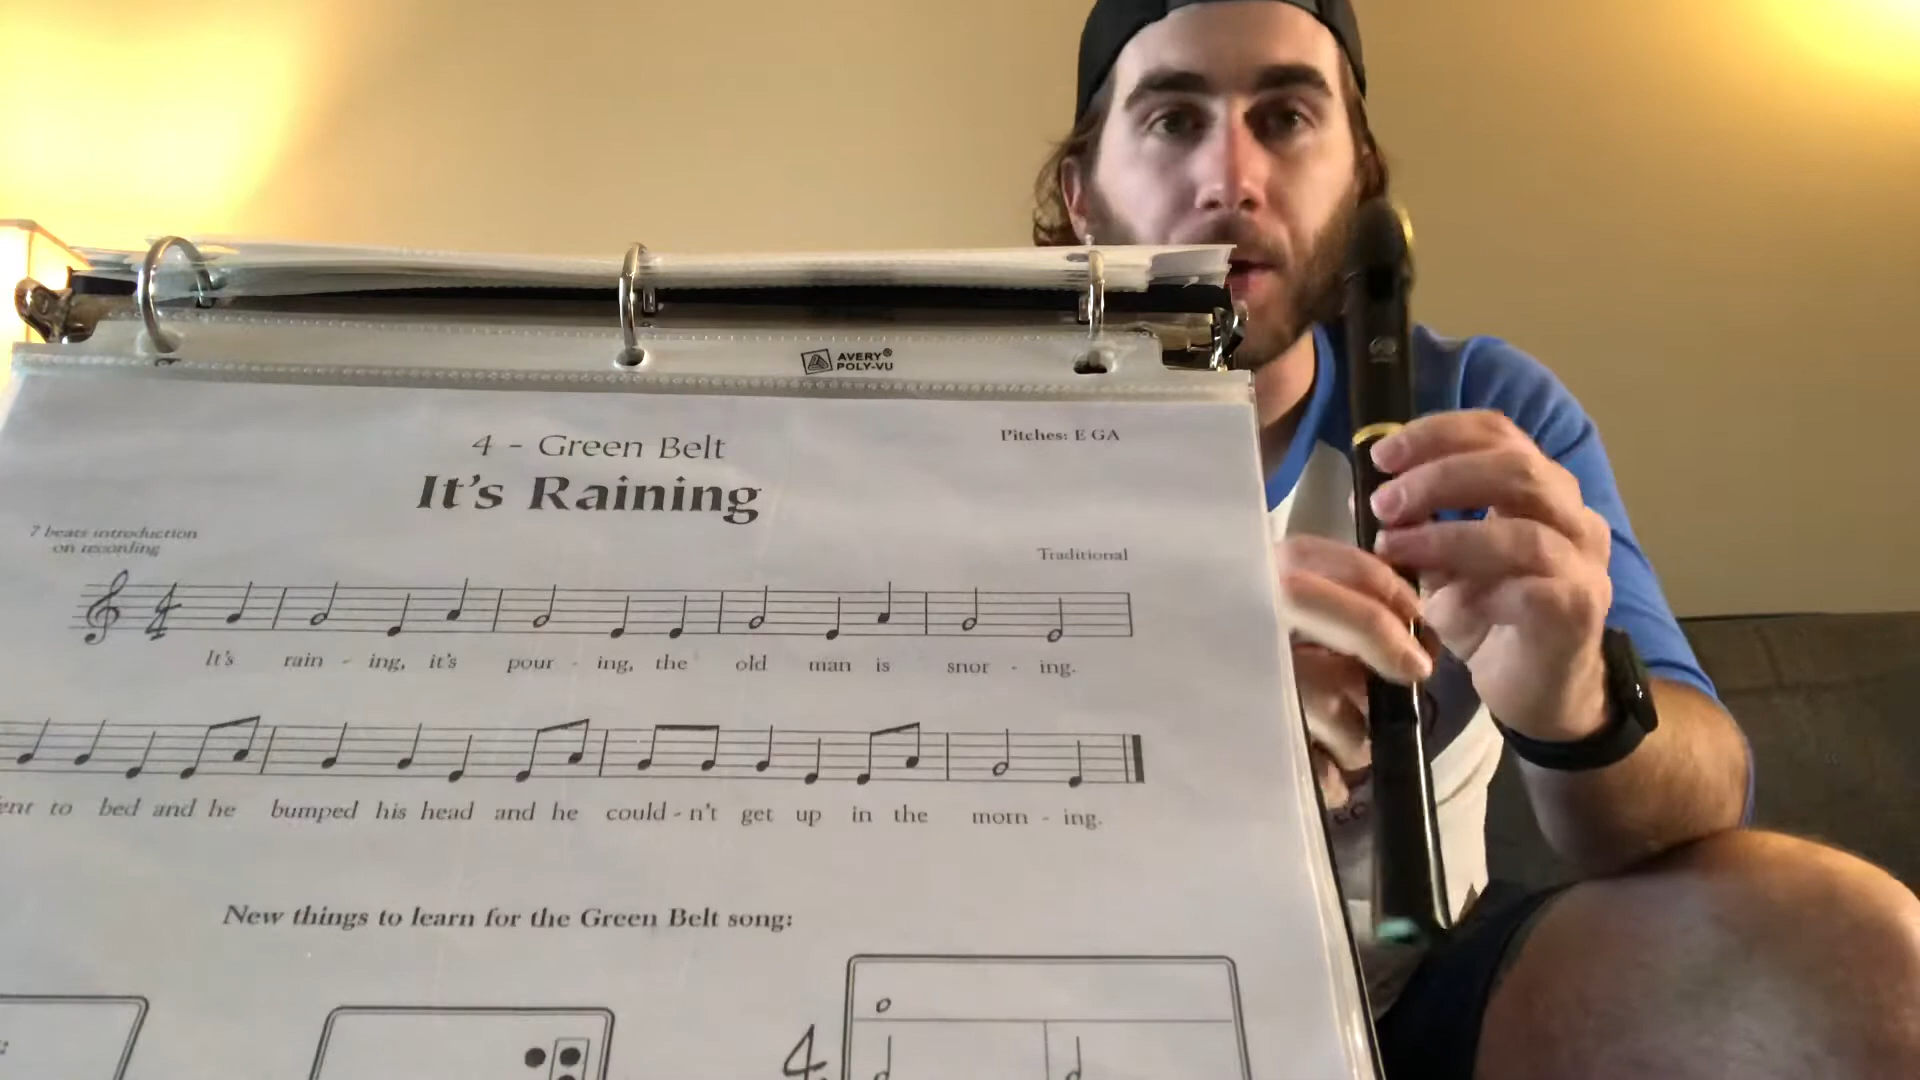 AVERY®
POLY-VU
4 - Green Belt
Pitches: E GA
It's Raining
7 beats introduction
on recording
Traditional
It's rain - ing, it's pour - ing, the old man is snor - ing.
to bed and he bumped his head and he could - n't get up in the morn - ing.
New things to learn for the Green Belt song:
4